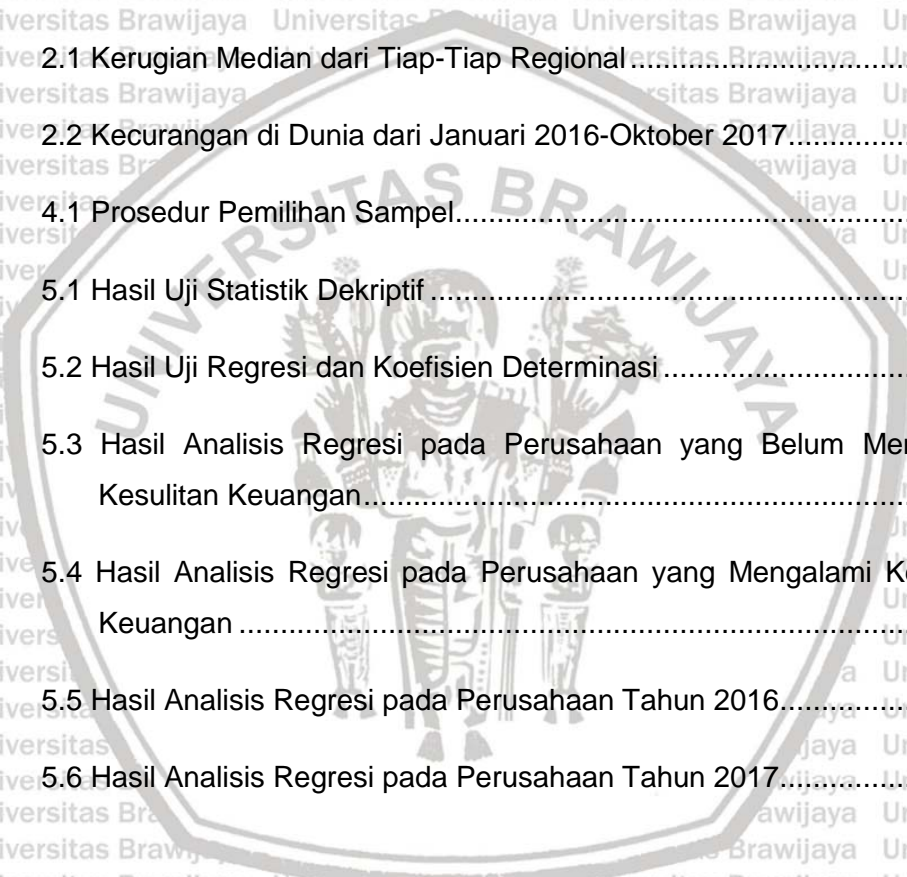 2.1 Kerugian Median dari Tiap-Tiap Regional....................................
2.2 Kecurangan di Dunia dari Januari 2016-Oktober 2017...............
4.1 Prosedur Pemilihan Sampel.........................................................
5.1 Hasil Uji Statistik Dekriptif ............................................................
5.2 Hasil Uji Regresi dan Koefisien Determinasi ..............................
5.3 Hasil Analisis Regresi pada Perusahaan yang Belum
Kesulitan Keuangan....................................................................
5.4 Hasil Analisis Regresi pada Perusahaan yang Mengalami
Keuangan ...................................................................................
5.5 Hasil Analisis Regresi pada Perusahaan Tahun 2016................
5.6 Hasil Analisis Regresi pada Perusahaan Tahun 2017................
UNIVERSITAS BRAWIJAYA